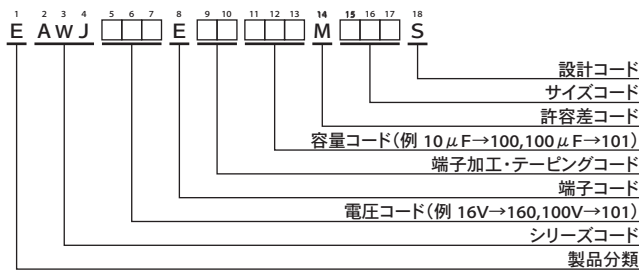 1 2 3 4 5 6 7 8 9 10 11 12 13 14 15 16 17 18
E A W J E M S
設計コード
サイズコード
許容差コード
容量コード(例 10μF→100,100μF→101)
端子加工・テーピングコード
端子コード
電圧コード(例 16V→160,100V→101)
シリーズコード
製品分類